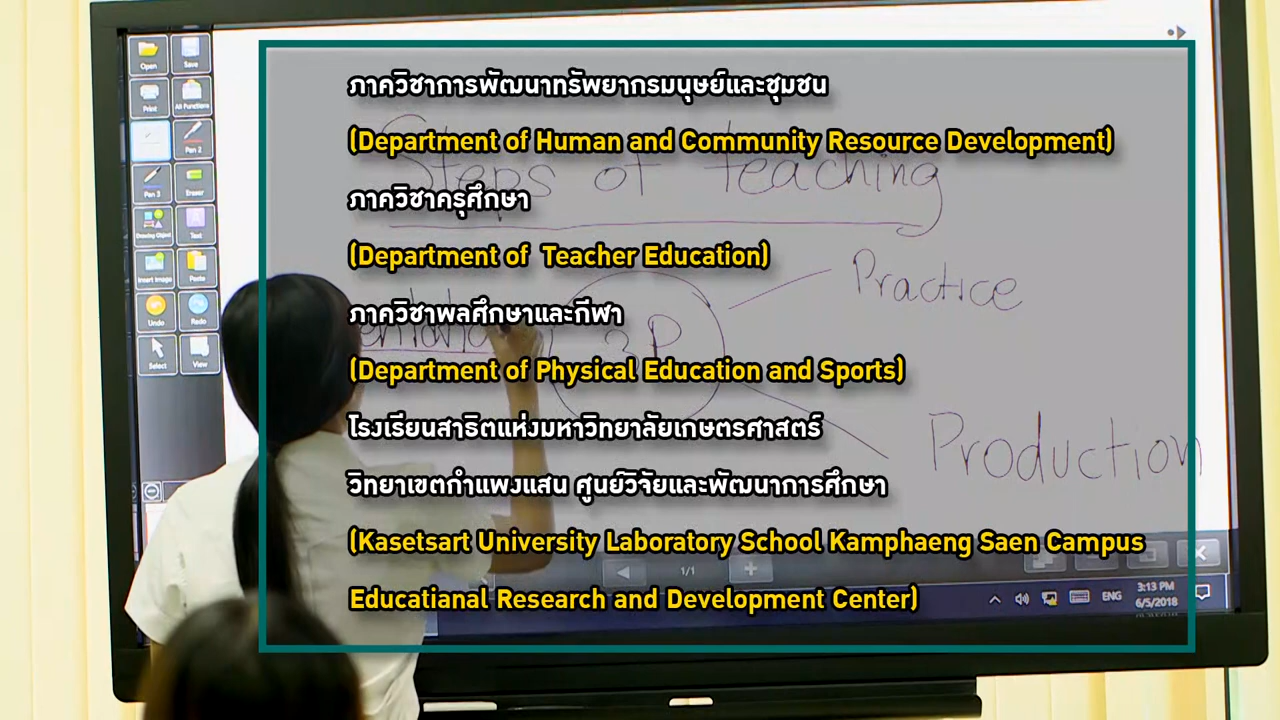 Open
Save
Print
All Functions
Pen 2
Pen 3
Eraser
Drawing Object
Text
Insert Image
Paste
Undo
Redo
Select
View
ภาควิชาการพัฒนาทรัพยากรมนุษย์และชุมชน
(Department of Human and Community Resource Development)
Steps of teaching
ภาควิชาครุศึกษา
(Department of Teacher Education)
Practice
ภาควิชาพลศึกษาและกีฬา
3P
(Department of Physical Education and Sports)
โรงเรียนสาธิตแห่งมหาวิทยาลัยเกษตรศาสตร์
Production
วิทยาเขตกำแพงแสน ศูนย์วิจัยและพัฒนาการศึกษา
(Kasetsart University Laboratory School Kamphaeng Saen Campus
1/1
Educatianal Research and Development Center)
ENG
3:13 PM
6/5/2018